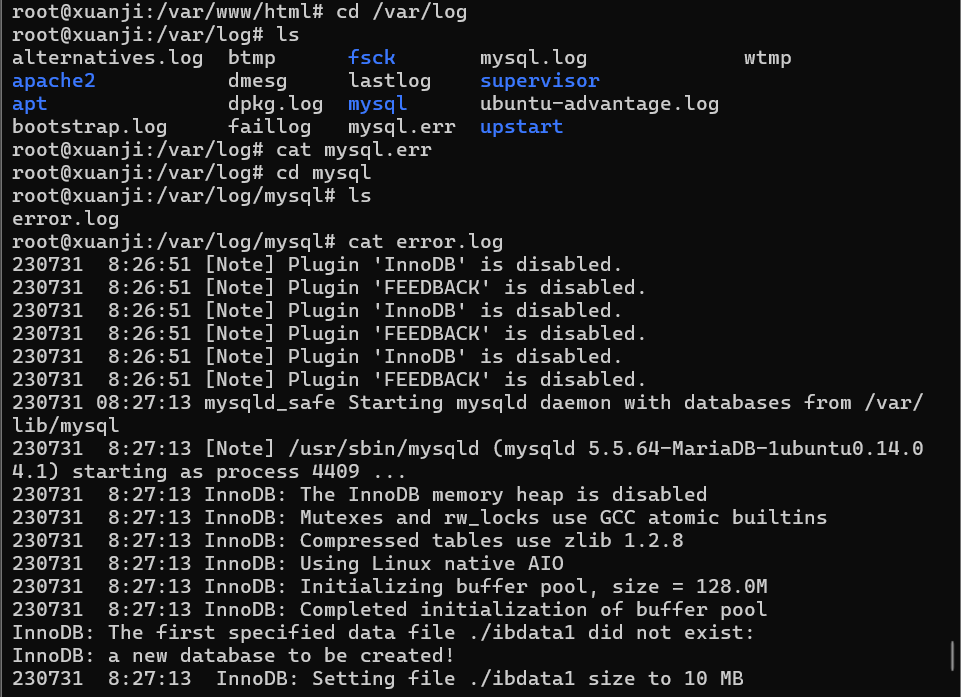 root@xuanji:/var/www/html# cd /var/log
root@xuanji:/var/log# ls
alternatives.log  btmp      fsck       mysql.log             wtmp
apache2           dmesg     lastlog    supervisor
apt               dpkg.log  mysql      ubuntu-advantage.log
bootstrap.log     faillog   mysql.err  upstart
root@xuanji:/var/log# cat mysql.err
root@xuanji:/var/log# cd mysql
root@xuanji:/var/log/mysql# ls
error.log
root@xuanji:/var/log/mysql# cat error.log
230731  8:26:51 [Note] Plugin 'InnoDB' is disabled.
230731  8:26:51 [Note] Plugin 'FEEDBACK' is disabled.
230731  8:26:51 [Note] Plugin 'InnoDB' is disabled.
230731  8:26:51 [Note] Plugin 'FEEDBACK' is disabled.
230731  8:26:51 [Note] Plugin 'InnoDB' is disabled.
230731  8:26:51 [Note] Plugin 'FEEDBACK' is disabled.
230731 08:27:13 mysqld_safe Starting mysqld daemon with databases from /var/
lib/mysql
230731  8:27:13 [Note] /usr/sbin/mysqld (mysqld 5.5.64-MariaDB-1ubuntu0.14.0
4.1) starting as process 4409 ...
230731  8:27:13 InnoDB: The InnoDB memory heap is disabled
230731  8:27:13 InnoDB: Mutexes and rw_locks use GCC atomic builtins
230731  8:27:13 InnoDB: Compressed tables use zlib 1.2.8
230731  8:27:13 InnoDB: Using Linux native AIO
230731  8:27:13 InnoDB: Initializing buffer pool, size = 128.0M
230731  8:27:13 InnoDB: Completed initialization of buffer pool
InnoDB: The first specified data file ./ibdata1 did not exist:
InnoDB: a new database to be created!
230731  8:27:13  InnoDB: Setting file ./ibdata1 size to 10 MB